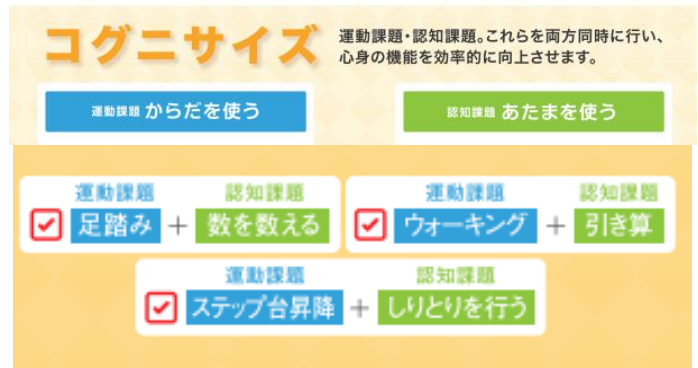 コグニサイズ
運動課題・認知課題。これらを両方同時に行い、
心身の機能を効率的に向上させます。
運動課題 からだを使う
認知課題 あたまを使う
運動課題 認知課題
足踏み + 数を数える
運動課題 認知課題
ウォーキング + 引き算
運動課題 認知課題
ステップ台昇降 + しりとりを行う